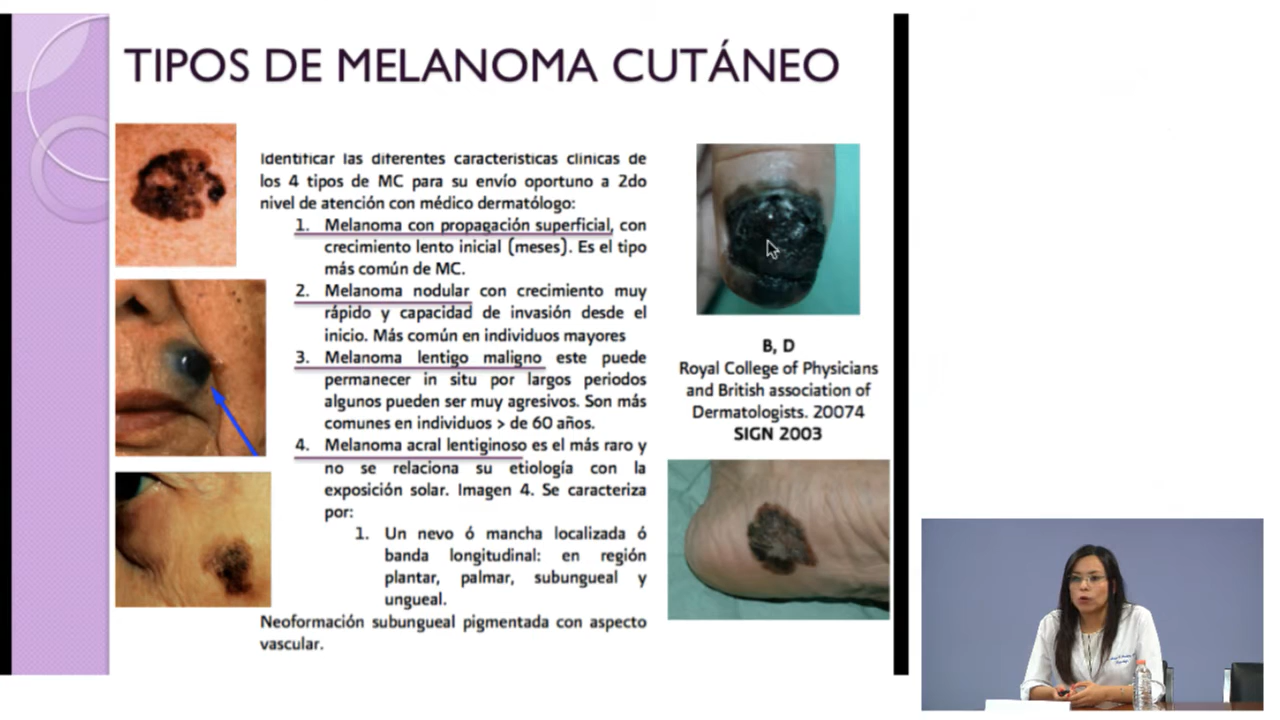 TIPOS DE MELANOMA CUTÁNEO
Identificar las diferentes características clínicas de
los 4 tipos de MC para su envío oportuno a 2do
nivel de atención con médico dermatólogo:
1. Melanoma con propagación superficial, con
crecimiento lento inicial (meses). Es el tipo
más común de MC.
2. Melanoma nodular con crecimiento muy
rápido y capacidad de invasión desde el
inicio. Más común en individuos mayores
3. Melanoma lentigo maligno este puede
permanecer in situ por largos periodos
algunos pueden ser muy agresivos. Son más
comunes en individuos > de 60 años.
4. Melanoma acral lentiginoso es el más raro y
no se relaciona su etiología con la
exposición solar. Imagen 4. Se caracteriza
por:
1. Un nevo ó mancha localizada ó
banda longitudinal: en región
plantar, palmar, subungueal y
ungueal.
Neoformación subungueal pigmentada con aspecto
vascular.
B, D
Royal College of Physicians
and British association of
Dermatologists. 20074
SIGN 2003